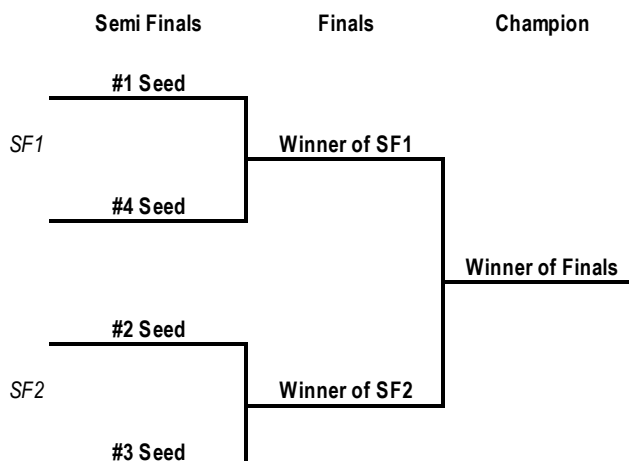 Semi Finals Finals Champion
#1 Seed
SF1 Winner of SF1
#4 Seed
Winner of Finals
#2 Seed
SF2 Winner of SF2
#3 Seed